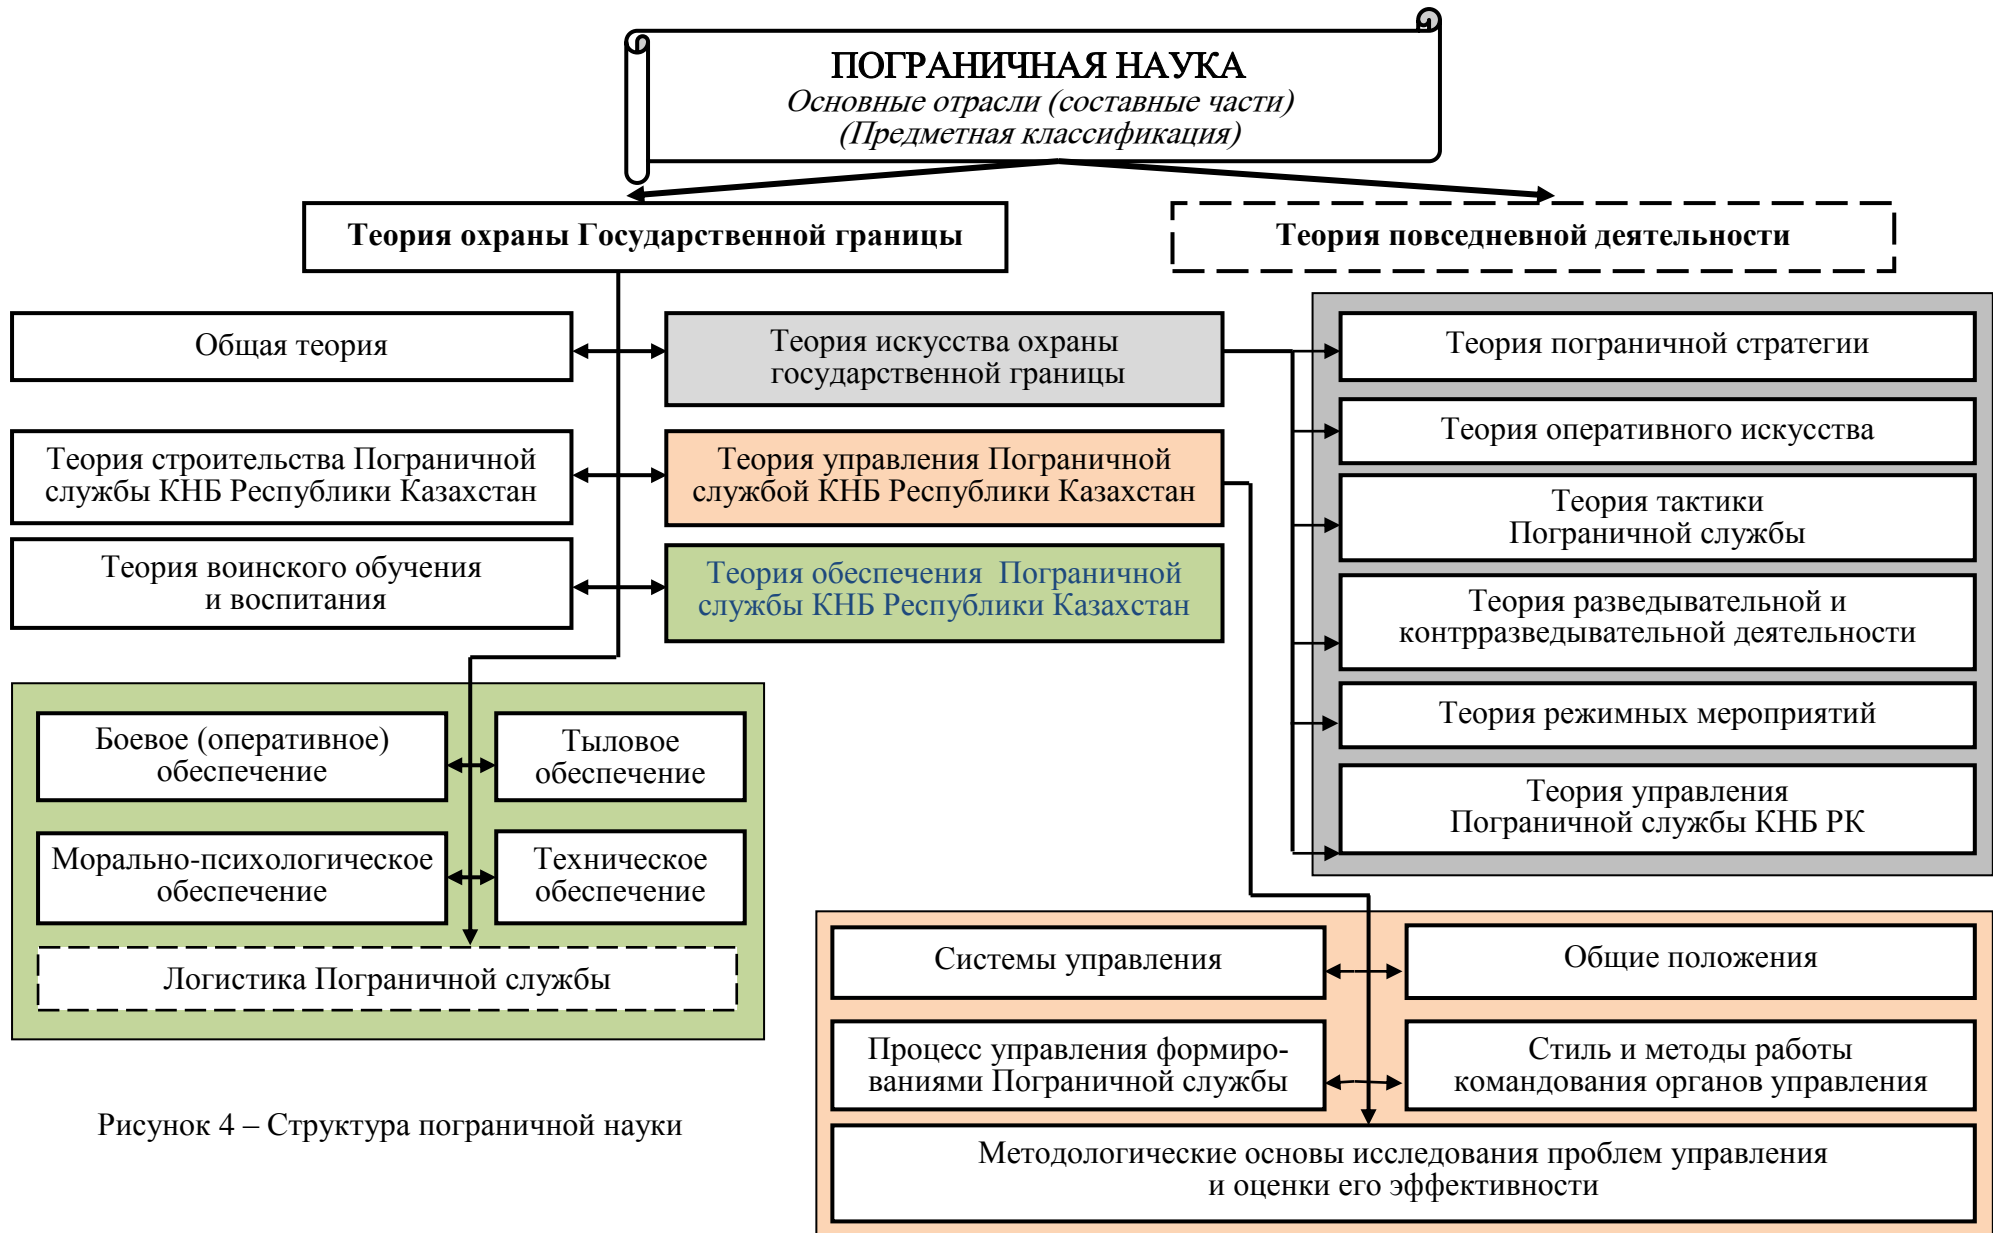 ПОГРАНИЧНАЯ НАУКА
Основные отрасли (составные части)
(Предметная классификация)
Теория охраны Государственной границы
Теория повседневной деятельности
Общая теория
Теория искусства охраны
государственной границы
Теория строительства Пограничной
службы КНБ Республики Казахстан
Теория управления Пограничной
службой КНБ Республики Казахстан
Теория воинского обучения
и воспитания
Теория обеспечения Пограничной
службы КНБ Республики Казахстан
Теория пограничной стратегии
Теория оперативного искусства
Теория тактики
Пограничной службы
Теория разведывательной и
контрразведывательной деятельности
Теория режимных мероприятий
Теория управления
Пограничной службы КНБ РК
Боевое (оперативное)
обеспечение
Тыловое
обеспечение
Морально-психологическое
обеспечение
Техническое
обеспечение
Логистика Пограничной службы
Системы управления
Общие положения
Процесс управления формиро-
ваниями Пограничной службы
Стиль и методы работы
командования органов управления
Методологические основы исследования проблем управления
и оценки его эффективности
Рисунок 4 – Структура пограничной науки